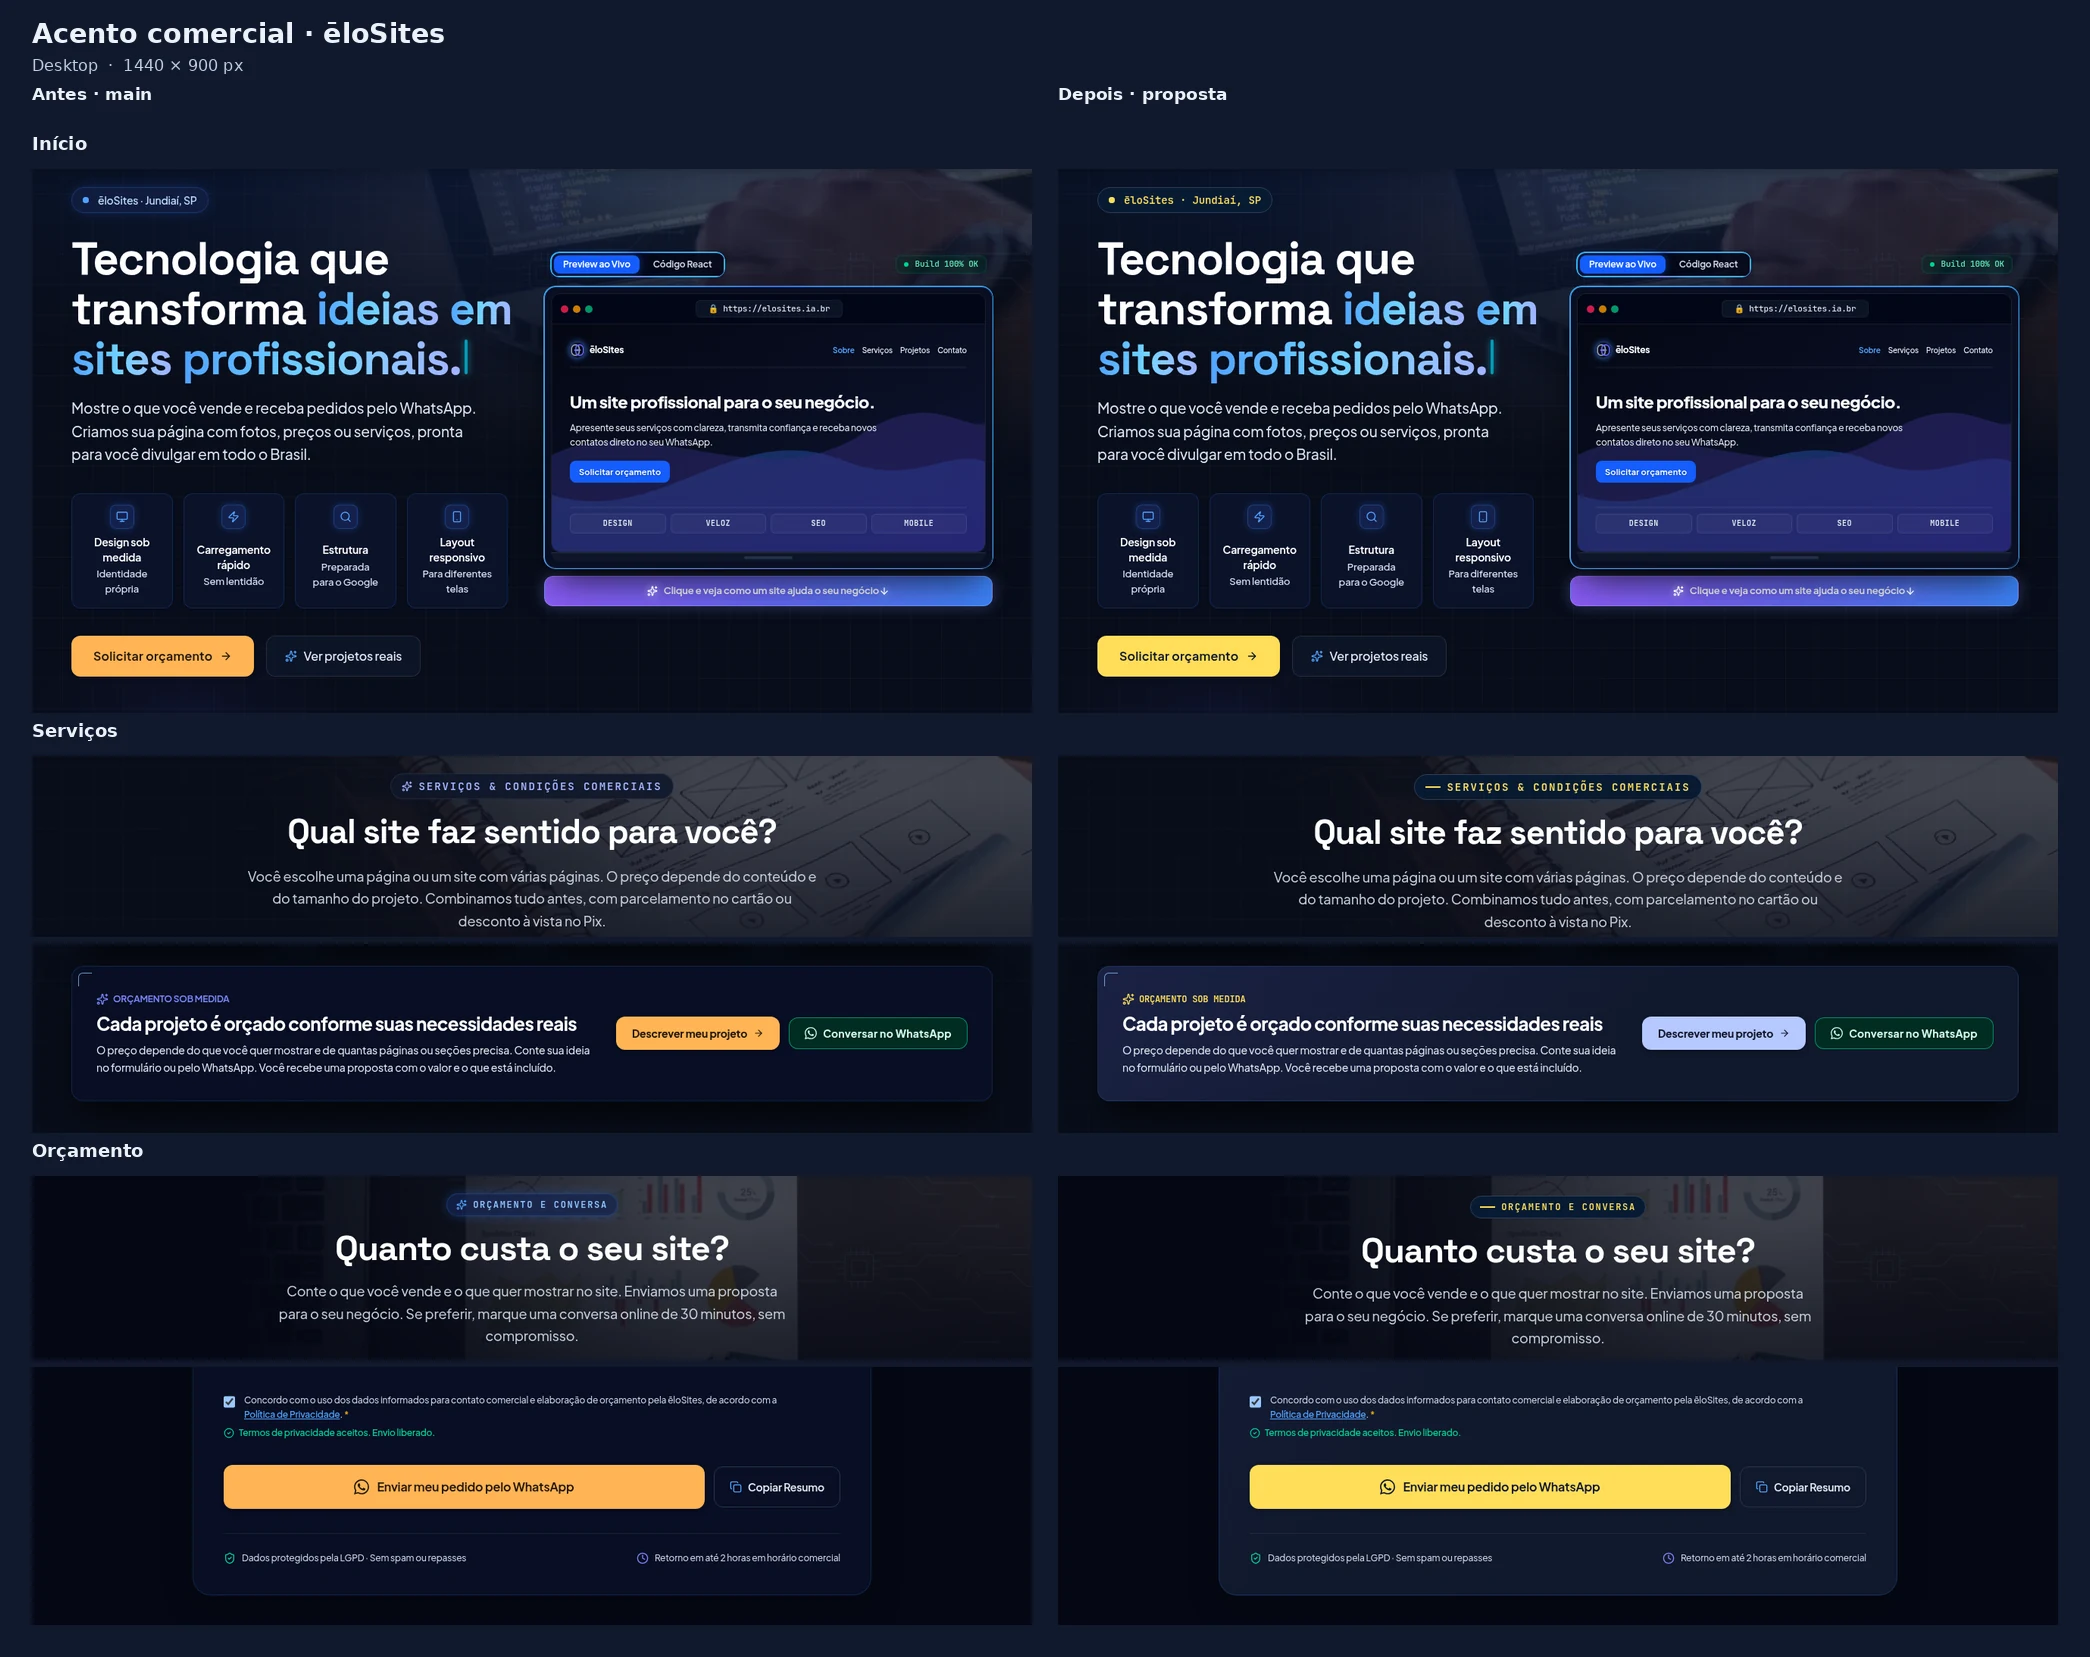 Acento comercial · ēloSites
Desktop · 1440 × 900 px
Antes · main
Depois · proposta
Início
ēloSites · Jundiaí, SP
Tecnologia que
transforma ideias em
sites profissionais.
Mostre o que você vende e receba pedidos pelo WhatsApp.
Criamos sua página com fotos, preços ou serviços, pronta
para você divulgar em todo o Brasil.
Design sob
medida
Identidade
própria
Carregamento
rápido
Sem lentidão
Estrutura
Preparada
para o Google
Layout
responsivo
Para diferentes
telas
Solicitar orçamento →
Ver projetos reais
Preview ao Vivo
Código React
Build 100% OK
https://elosites.ia.br
ēloSites
Sobre Serviços Projetos Contato
Um site profissional para o seu negócio.
Apresente seus serviços com clareza, transmita confiança e receba novos
contatos direto no seu WhatsApp.
Solicitar orçamento
DESIGN VELOZ SEO MOBILE
Clique e veja como um site ajuda o seu negócio ↓
ēloSites · Jundiaí, SP
Tecnologia que
transforma ideias em
sites profissionais.
Mostre o que você vende e receba pedidos pelo WhatsApp.
Criamos sua página com fotos, preços ou serviços, pronta
para você divulgar em todo o Brasil.
Design sob
medida
Identidade
própria
Carregamento
rápido
Sem lentidão
Estrutura
Preparada
para o Google
Layout
responsivo
Para diferentes
telas
Solicitar orçamento →
Ver projetos reais
Preview ao Vivo
Código React
Build 100% OK
https://elosites.ia.br
ēloSites
Sobre Serviços Projetos Contato
Um site profissional para o seu negócio.
Apresente seus serviços com clareza, transmita confiança e receba novos
contatos direto no seu WhatsApp.
Solicitar orçamento
DESIGN VELOZ SEO MOBILE
Clique e veja como um site ajuda o seu negócio ↓
Serviços
SERVIÇOS & CONDIÇÕES COMERCIAIS
Qual site faz sentido para você?
Você escolhe uma página ou um site com várias páginas. O preço depende do conteúdo e
do tamanho do projeto. Combinamos tudo antes, com parcelamento no cartão ou
desconto à vista no Pix.
ORÇAMENTO SOB MEDIDA
Cada projeto é orçado conforme suas necessidades reais
O preço depende do que você quer mostrar e de quantas páginas ou seções precisa. Conte sua ideia
no formulário ou pelo WhatsApp. Você recebe uma proposta com o valor e o que está incluído.
Descrever meu projeto →
Conversar no WhatsApp
SERVIÇOS & CONDIÇÕES COMERCIAIS
Qual site faz sentido para você?
Você escolhe uma página ou um site com várias páginas. O preço depende do conteúdo e
do tamanho do projeto. Combinamos tudo antes, com parcelamento no cartão ou
desconto à vista no Pix.
ORÇAMENTO SOB MEDIDA
Cada projeto é orçado conforme suas necessidades reais
O preço depende do que você quer mostrar e de quantas páginas ou seções precisa. Conte sua ideia
no formulário ou pelo WhatsApp. Você recebe uma proposta com o valor e o que está incluído.
Descrever meu projeto →
Conversar no WhatsApp
Orçamento
ORÇAMENTO E CONVERSA
Quanto custa o seu site?
Conte o que você vende e o que quer mostrar no site. Enviamos uma proposta
para o seu negócio. Se preferir, marque uma conversa online de 30 minutos, sem
compromisso.
Concordo com o uso dos dados informados para contato comercial e elaboração de orçamento pela ēloSites, de acordo com a
Política de Privacidade. *
Termos de privacidade aceitos. Envio liberado.
Enviar meu pedido pelo WhatsApp
Copiar Resumo
Dados protegidos pela LGPD · Sem spam ou repasses
Retorno em até 2 horas em horário comercial
ORÇAMENTO E CONVERSA
Quanto custa o seu site?
Conte o que você vende e o que quer mostrar no site. Enviamos uma proposta
para o seu negócio. Se preferir, marque uma conversa online de 30 minutos, sem
compromisso.
Concordo com o uso dos dados informados para contato comercial e elaboração de orçamento pela ēloSites, de acordo com a
Política de Privacidade. *
Termos de privacidade aceitos. Envio liberado.
Enviar meu pedido pelo WhatsApp
Copiar Resumo
Dados protegidos pela LGPD · Sem spam ou repasses
Retorno em até 2 horas em horário comercial